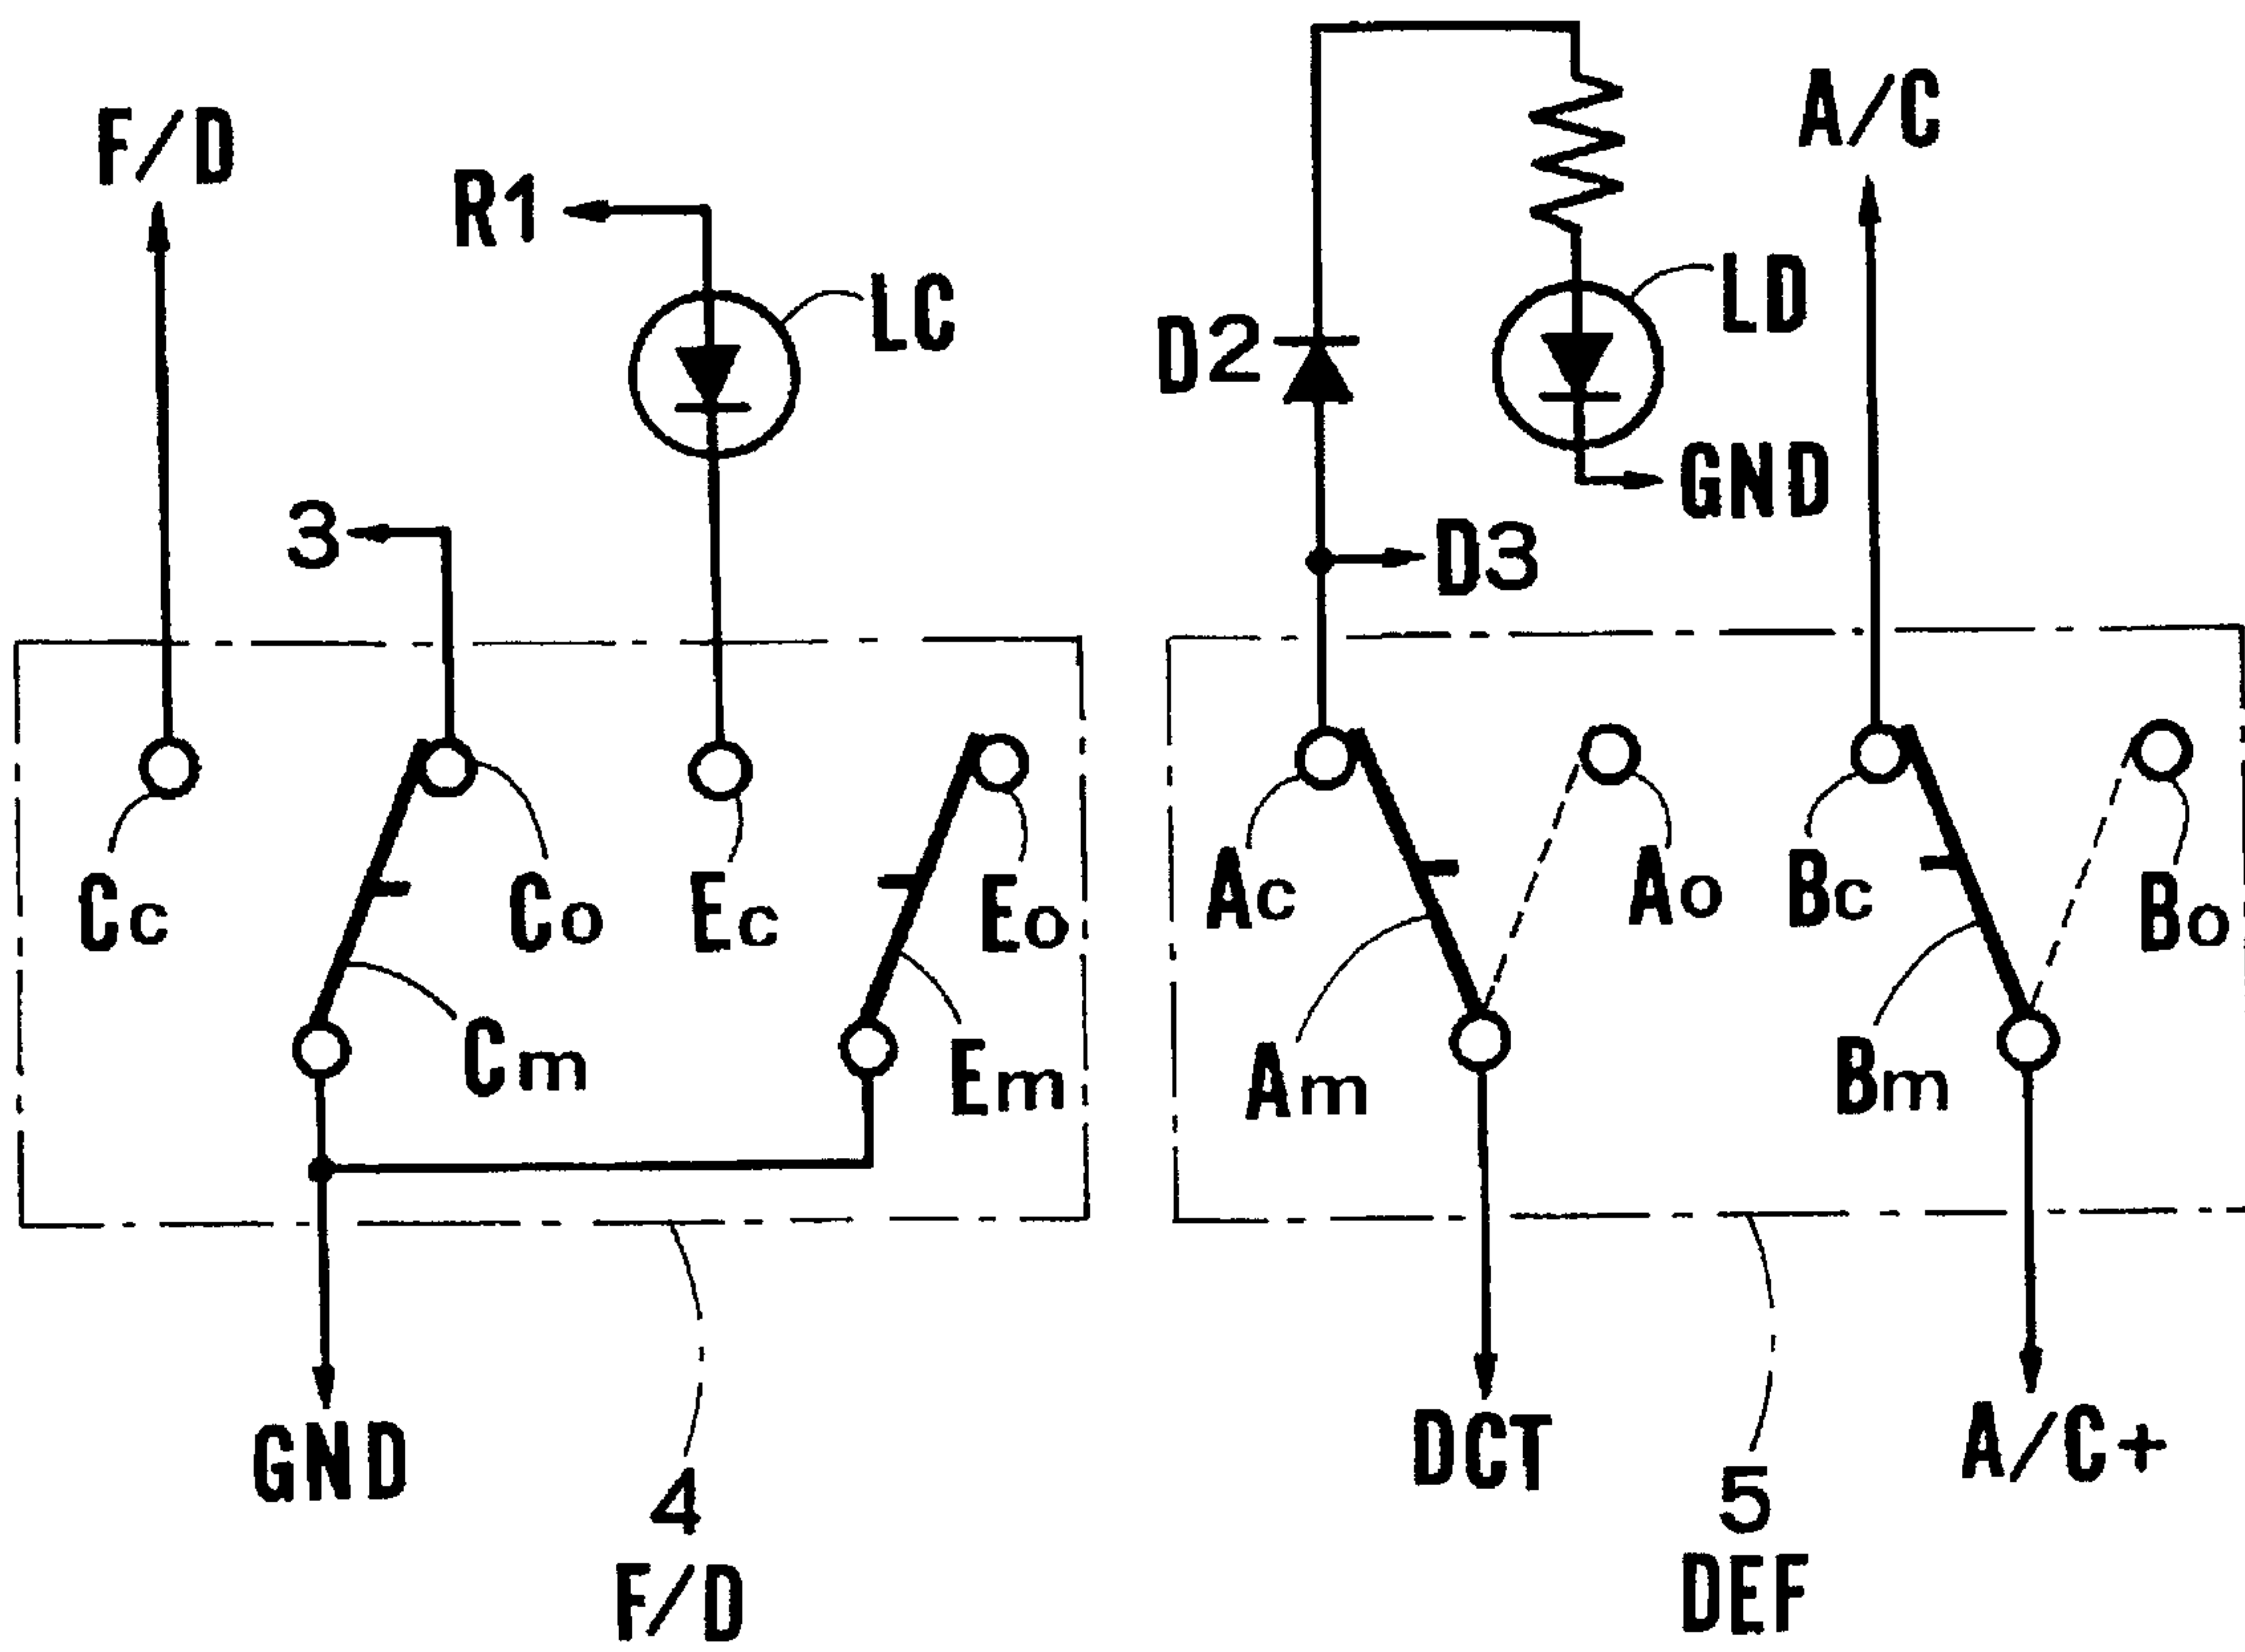 F/D
R1
LC
3
D2
LD
GND
A/C
D3
Cc
Co
Cm
Ec
Eo
Em
Ac
Ao
Am
Bc
Bo
Bm
GND
4
F/D
DCT
5
DEF
A/C+